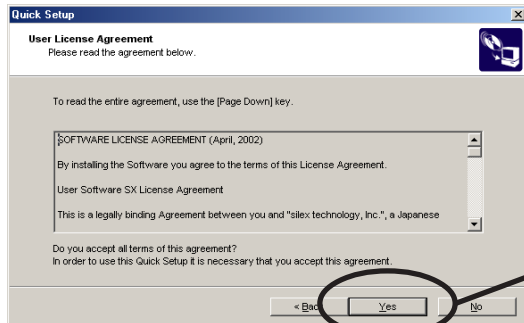 Quick Setup
User License Agreement
Please read the agreement below.
To read the entire agreement, use the [Page Down] key.
SOFTWARE LICENSE AGREEMENT (April, 2002)
By installing the Software you agree to the terms of this License Agreement.
User Software SX License Agreement
This is a legally binding Agreement between you and "silex technology, Inc.", a Japanese
Do you accept all terms of this agreement?
In order to use this Quick Setup it is necessary that you accept this agreement.
< Back Yes No